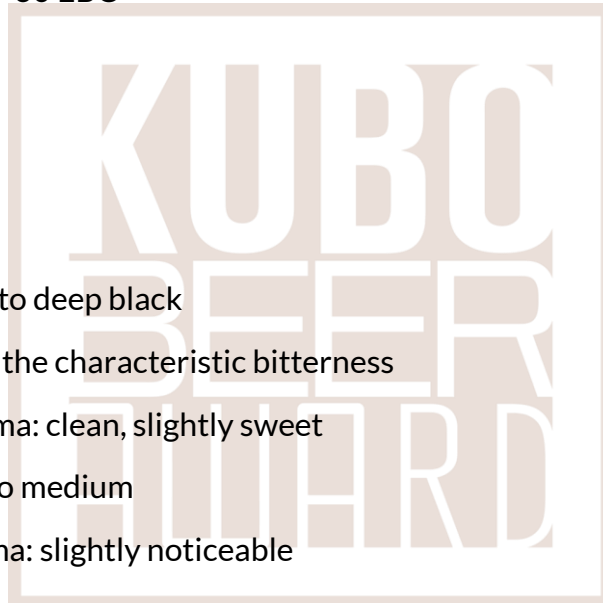 KUBO
BEER
AWARD
to deep black
the characteristic bitterness
ma: clean, slightly sweet
o medium
na: slightly noticeable